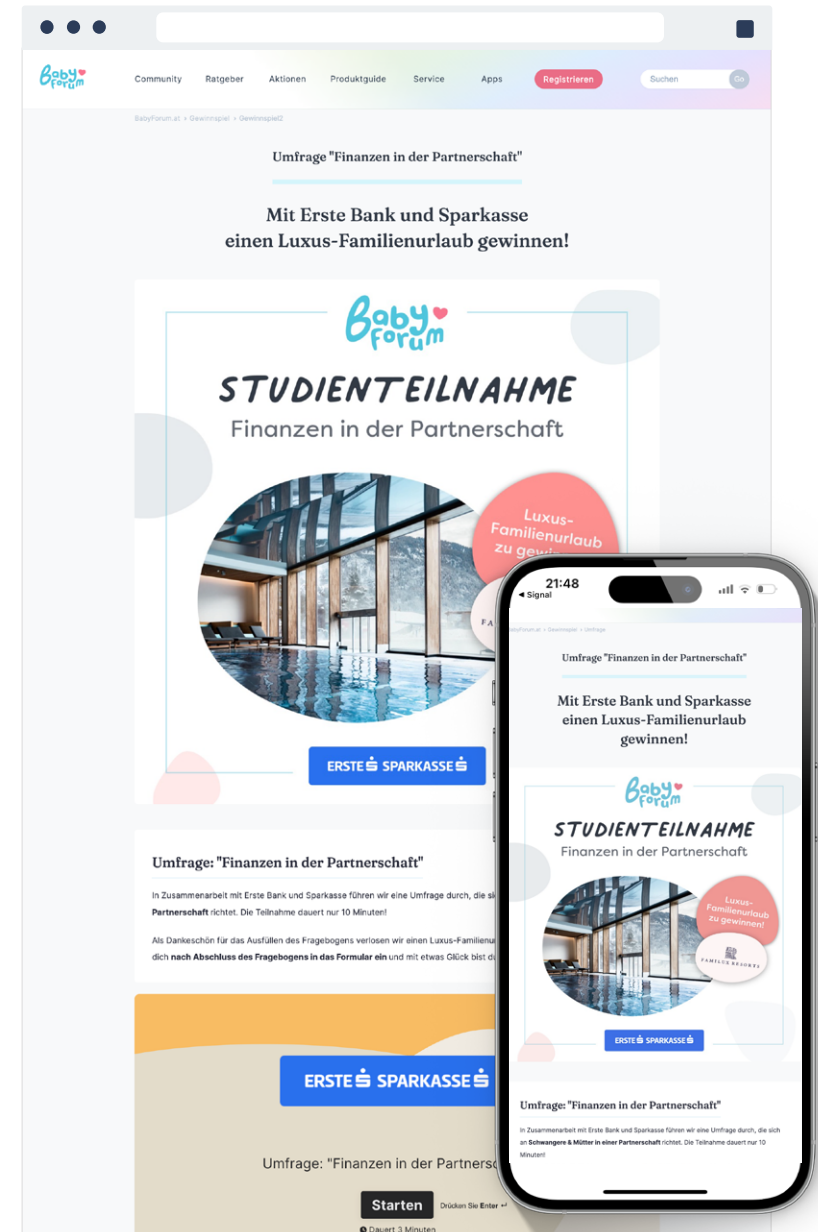 Baby Forum
Community Ratgeber Aktionen Produktguide Service Apps Registrieren Suchen Go
BabyForum.at » Gewinnspiel » Gewinnspiel2
Umfrage "Finanzen in der Partnerschaft"
Mit Erste Bank und Sparkasse
einen Luxus-Familienurlaub gewinnen!
Baby Forum
STUDIENTEILNAHME
Finanzen in der Partnerschaft
Luxus-
Familienurlaub
zu
ERSTE SPARKASSE
Umfrage: "Finanzen in der Partnerschaft"
In Zusammenarbeit mit Erste Bank und Sparkasse führen wir eine Umfrage durch, die
Partnerschaft richtet. Die Teilnahme dauert nur 10 Minuten!
Als Dankeschön für das Ausfüllen des Fragebogens verlosen wir einen
dich nach Abschluss des Fragebogens in das Formular ein und mit etwas Glück bist
ERSTE SPARKASSE
Umfrage: "Finanzen in der
Starten Drücken Sie Enter ↵
Dauert 3 Minuten
21:48
◀ Signal
» Gewinnspiel » Umfrage
Umfrage "Finanzen in der Partnerschaft"
Mit Erste Bank und Sparkasse
einen Luxus-Familienurlaub
gewinnen!
Baby Forum
STUDIENTEILNAHME
Finanzen in der Partnerschaft
Luxus-
Familienurlaub
zu gewinnen!
FAMILUX RESORTS
ERSTE SPARKASSE
Umfrage: "Finanzen in der Partnerschaft"
In Zusammenarbeit mit Erste Bank und Sparkasse führen wir eine Umfrage durch, die sich
an Schwangere & Mütter in einer Partnerschaft richtet. Die Teilnahme dauert nur 10
Minuten!